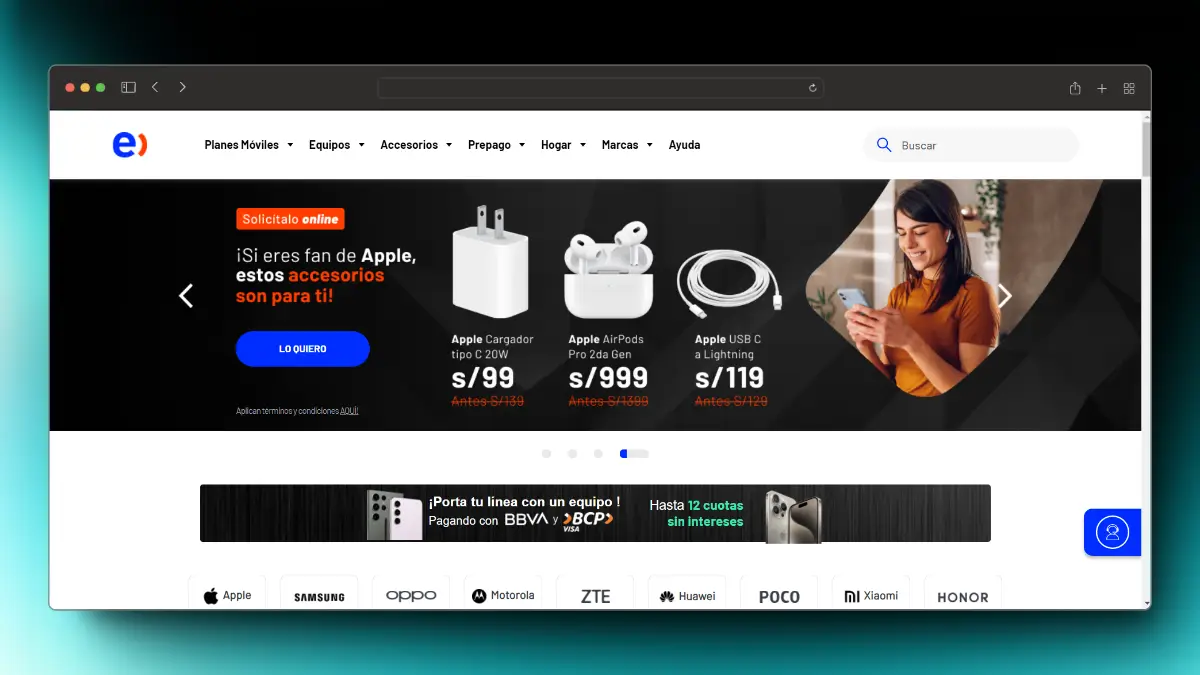 e)
Planes Móviles
Equipos
Accesorios
Prepago
Hogar
Marcas
Ayuda
Buscar
Solicítalo online
¡Si eres fan de Apple,
estos accesorios
son para ti!
LO QUIERO
Aplican términos y condiciones AQUÍ!
Apple Cargador
tipo C 20W
s/99
Antes S/139
Apple AirPods
Pro 2da Gen
s/999
Antes S/1399
Apple USB C
a Lightning
s/119
Antes S/129
¡Porta tu línea con un equipo !
Pagando con BBVA y BCP
VISA
Hasta 12 cuotas
sin intereses
Apple
SAMSUNG
oppo
Motorola
ZTE
Huawei
POCO
Xiaomi
HONOR